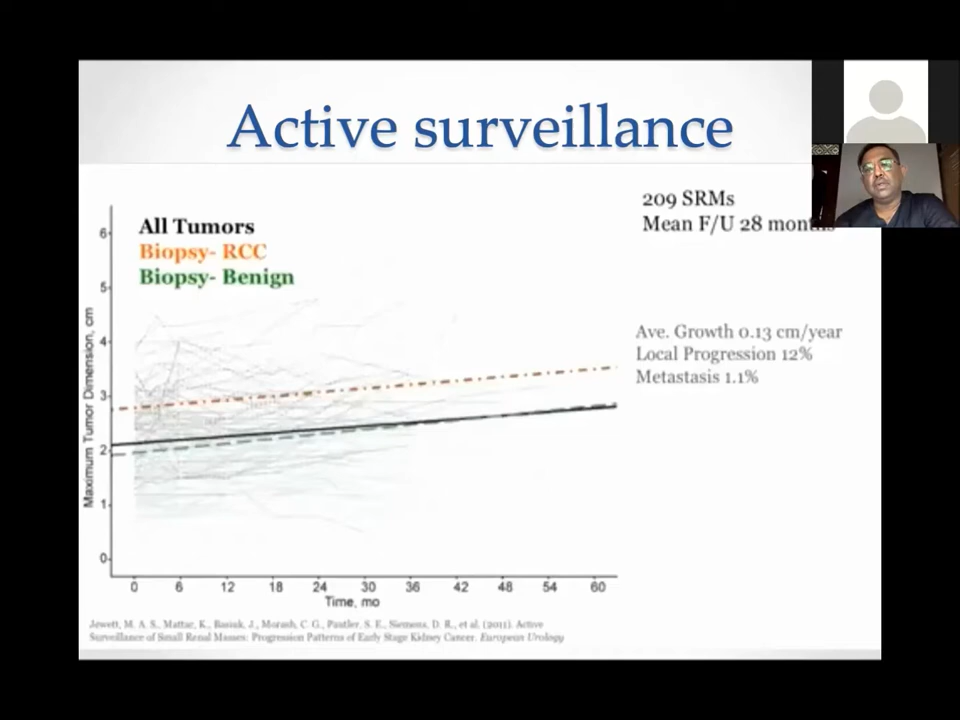 Active surveillance
209 SRMs
Mean F/U 28 months
All Tumors
Biopsy- RCC
Biopsy- Benign
Ave. Growth 0.13 cm/year
Local Progression 12%
Metastasis 1.1%
Maximum Tumor Dimension, cm
6
5
4
3
2
1
0
0 6 12 18 24 30 36 42 48 54 60
Time, mo
Jewett, M. A. S., Mattar, K., Basiuk, J., Morash, C. G., Pautler, S. E., Siemens, D. R., et al. (2011). Active
Surveillance of Small Renal Masses: Progression Patterns of Early Stage Kidney Cancer. European Urology